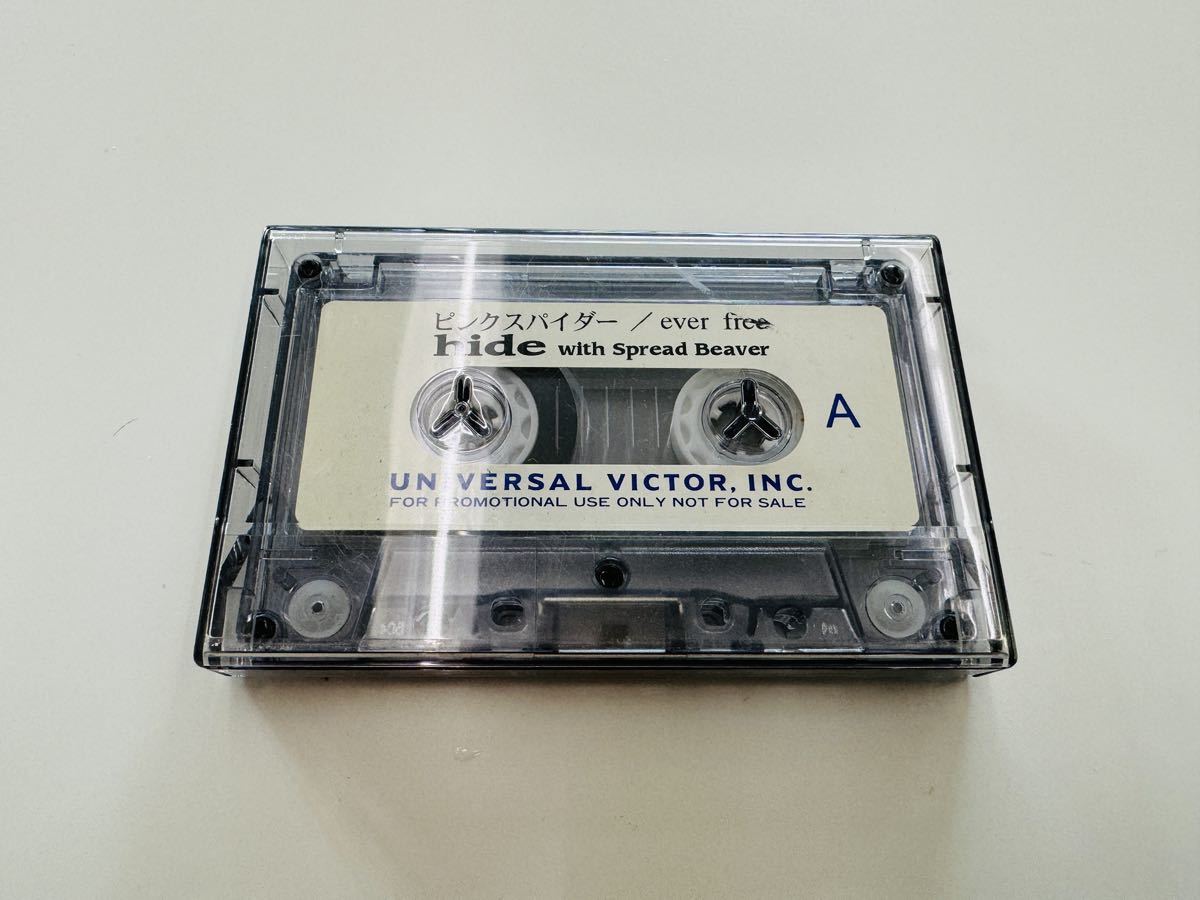 ピンクスパイダー / ever free
hide with Spread Beaver
A
UNIVERSAL VICTOR, INC.
FOR PROMOTIONAL USE ONLY NOT FOR SALE